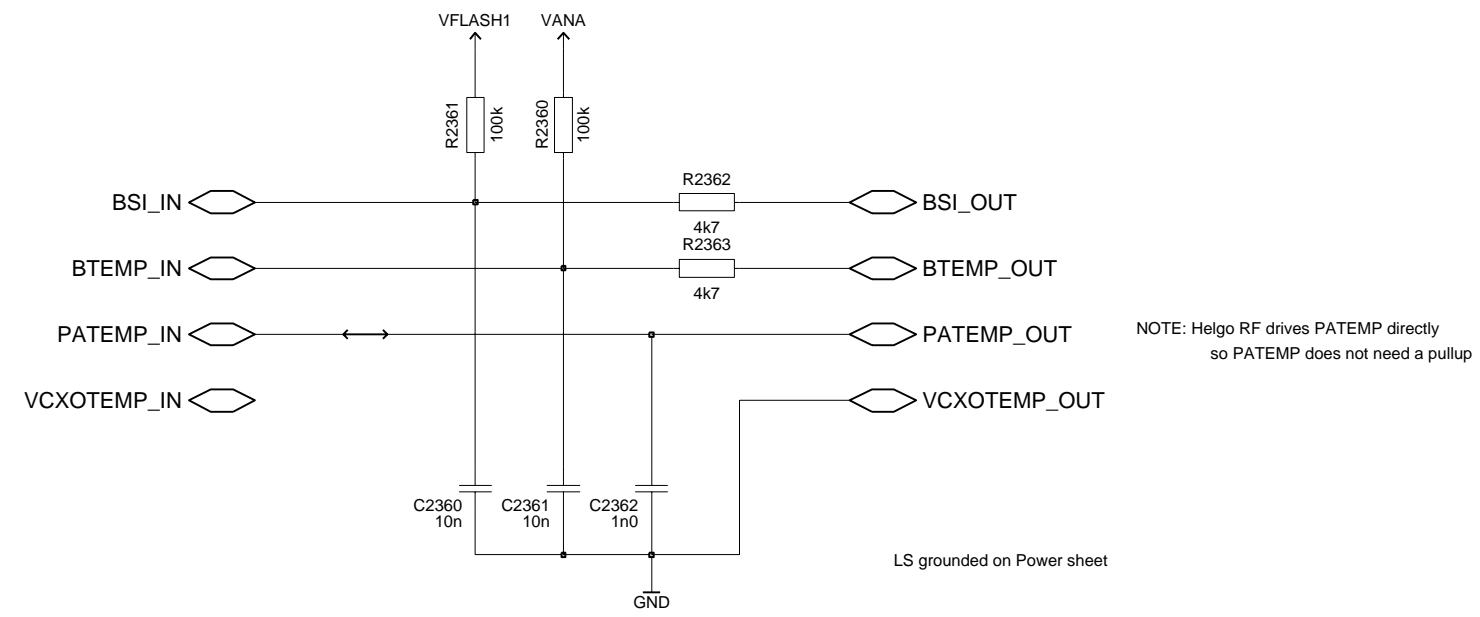 VFLASH1 VANA
R2361 100k R2360 100k
R2362
BSI_IN BSI_OUT
4k7
R2363
BTEMP_IN BTEMP_OUT
4k7
PATEMP_IN PATEMP_OUT NOTE: Helgo RF drives PATEMP directly
so PATEMP does not need a pullup
VCXOTEMP_IN VCXOTEMP_OUT
C2360 C2361 C2362
10n 10n 1n0
LS grounded on Power sheet
GND